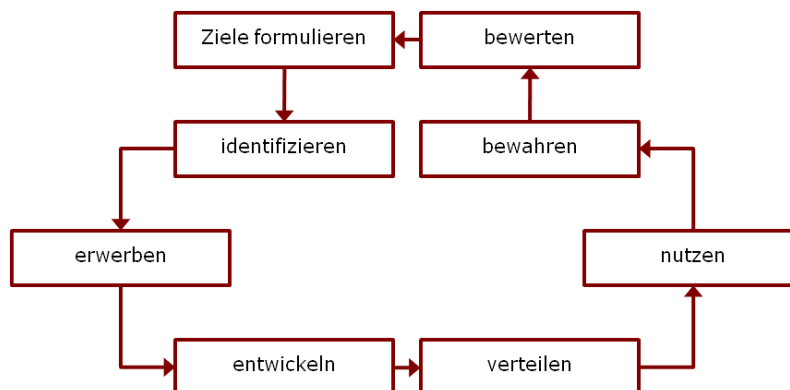 Ziele formulieren
bewerten
identifizieren
bewahren
erwerben
nutzen
entwickeln
verteilen